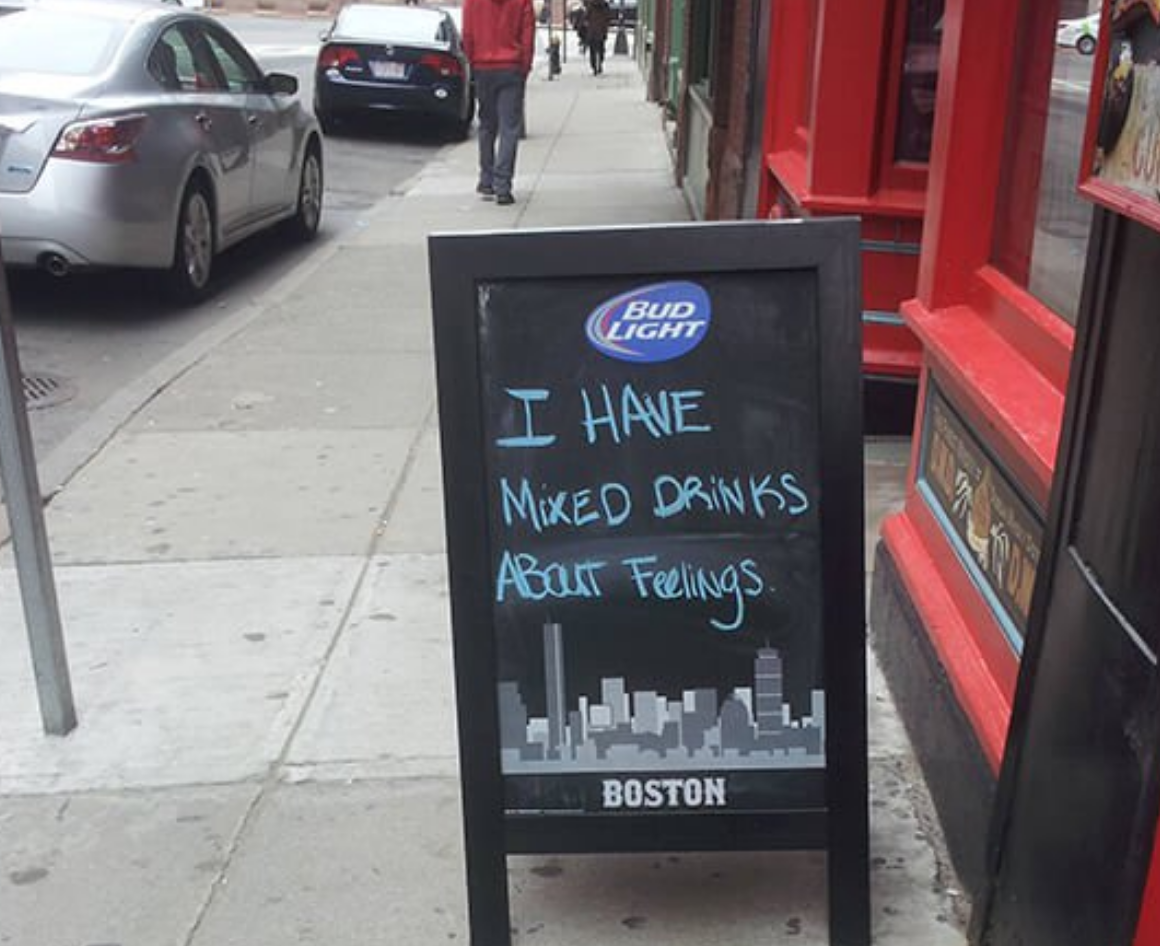 BUD
LIGHT
I HAVE
MIXED DRINKS
ABOUT FeeliNgs.
BOSTON